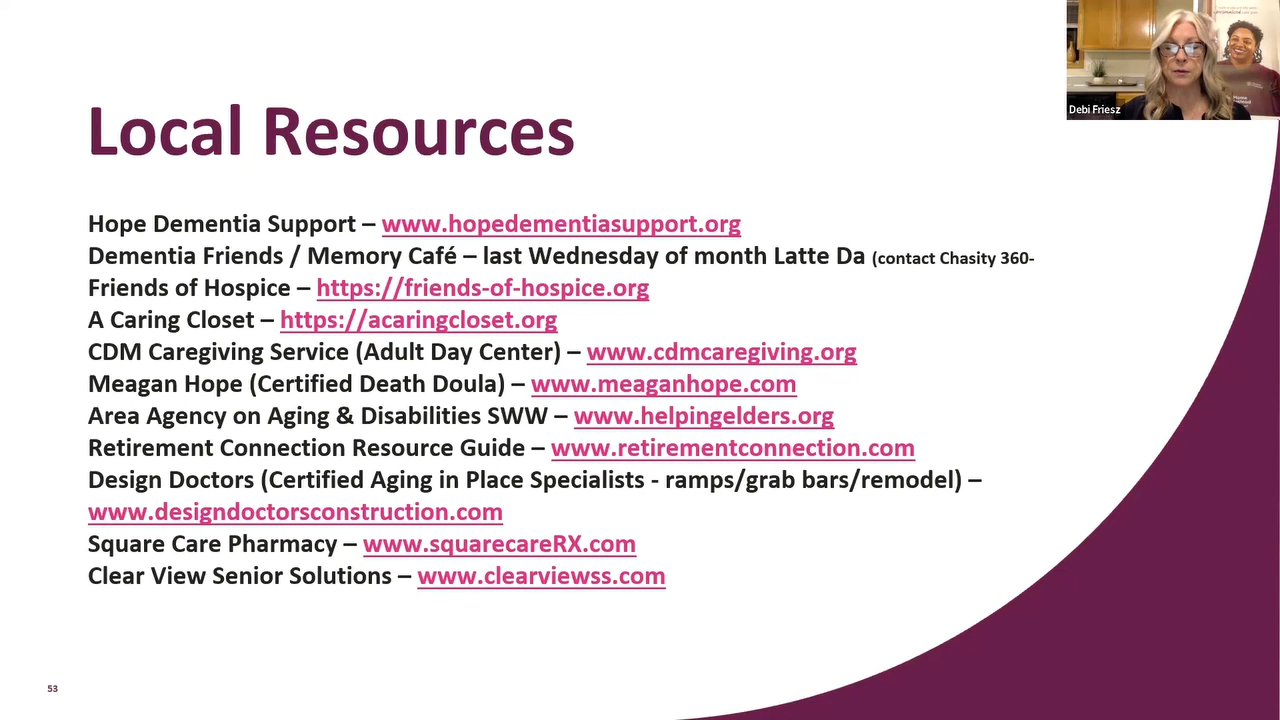 Local Resources
Debi Friesz
Hope Dementia Support – www.hopedementiasupport.org
Dementia Friends / Memory Café – last Wednesday of month Latte Da (contact Chasity 360-
Friends of Hospice – https://friends-of-hospice.org
A Caring Closet – https://acaringcloset.org
CDM Caregiving Service (Adult Day Center) – www.cdmcaregiving.org
Meagan Hope (Certified Death Doula) – www.meaganhope.com
Area Agency on Aging & Disabilities SWW – www.helpingelders.org
Retirement Connection Resource Guide – www.retirementconnection.com
Design Doctors (Certified Aging in Place Specialists - ramps/grab bars/remodel) –
www.designdoctorsconstruction.com
Square Care Pharmacy – www.squarecareRX.com
Clear View Senior Solutions – www.clearviewss.com
53